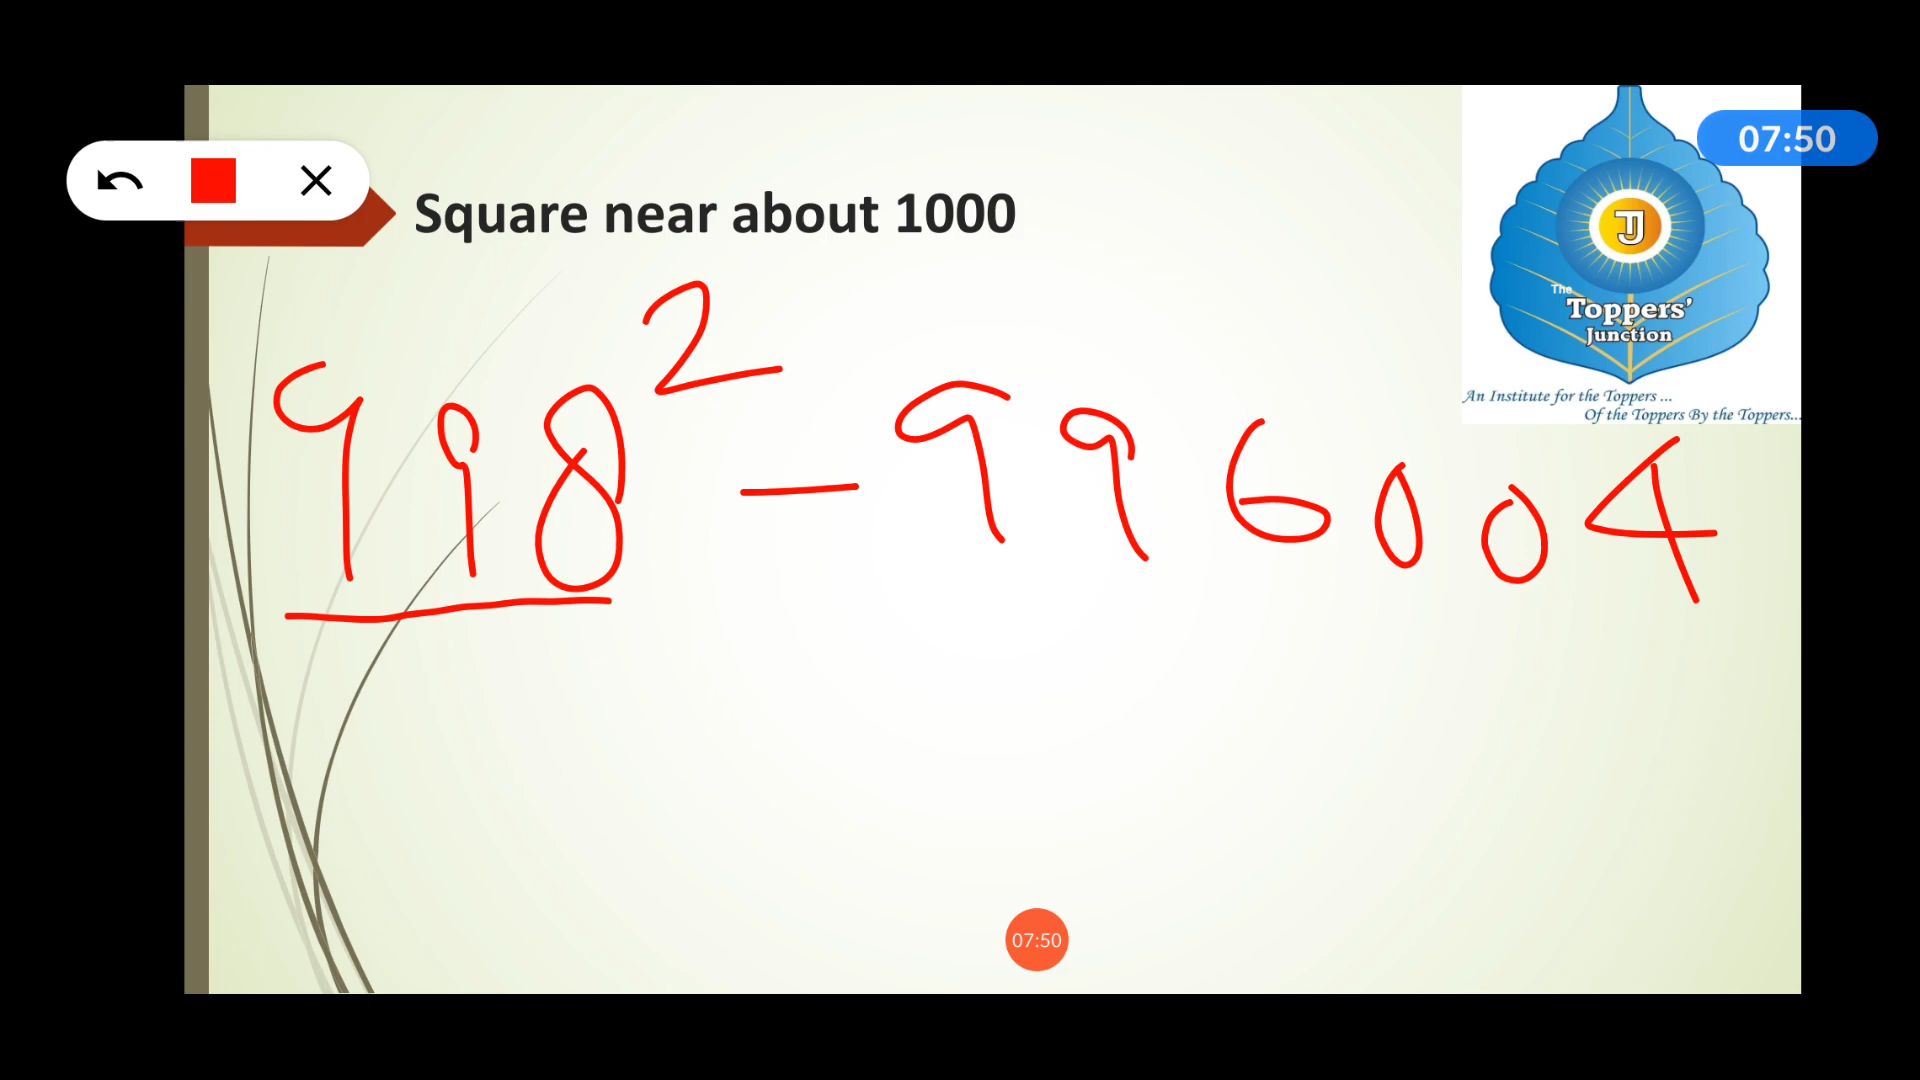 07:50
Square near about 1000
998² – 996004
TJ
The
Toppers'
Junction
An Institute for the Toppers ...
Of the Toppers By the Toppers...
07:50